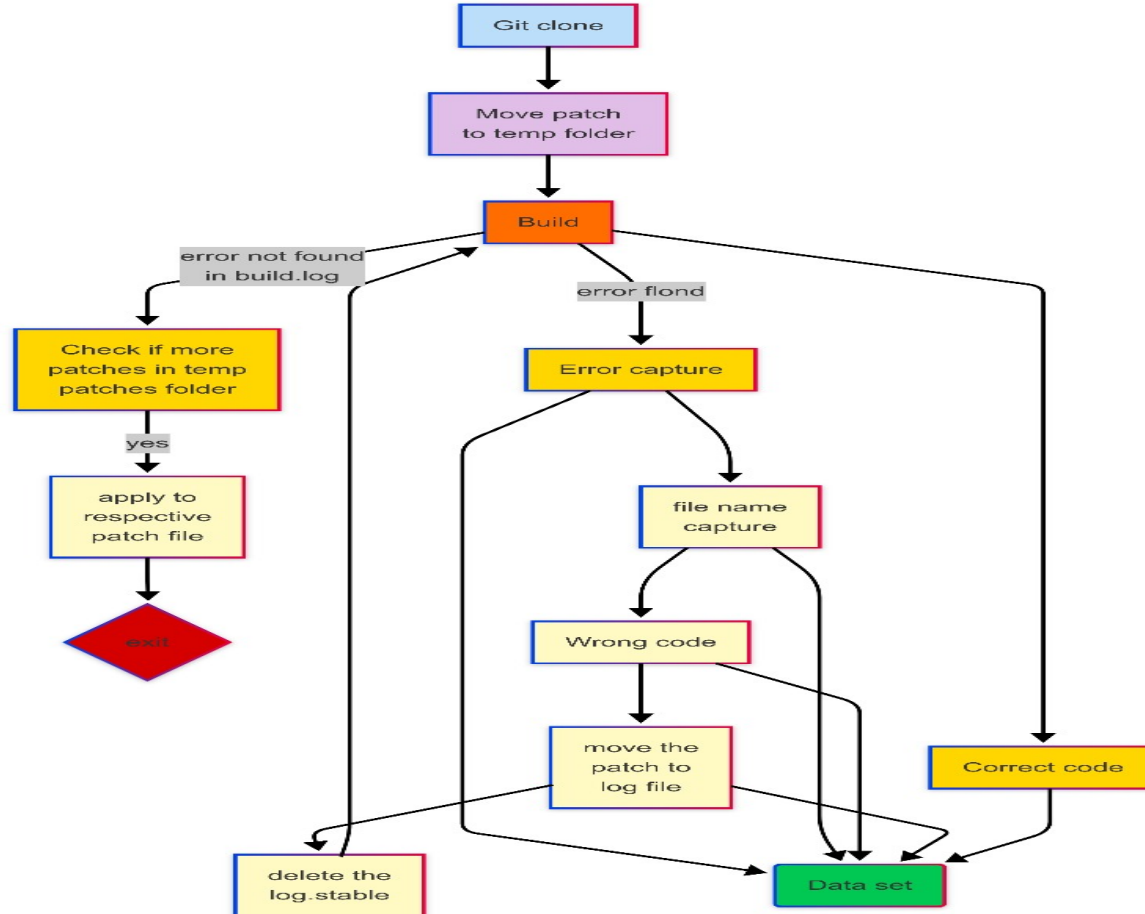 Git clone
Move patch
to temp folder
Build
error not found
in build.log
error flond
Check if more
patches in temp
patches folder
Error capture
yes
apply to
respective
patch file
file name
capture
exit
Wrong code
move the
patch to
log file
Correct code
delete the
log.stable
Data set